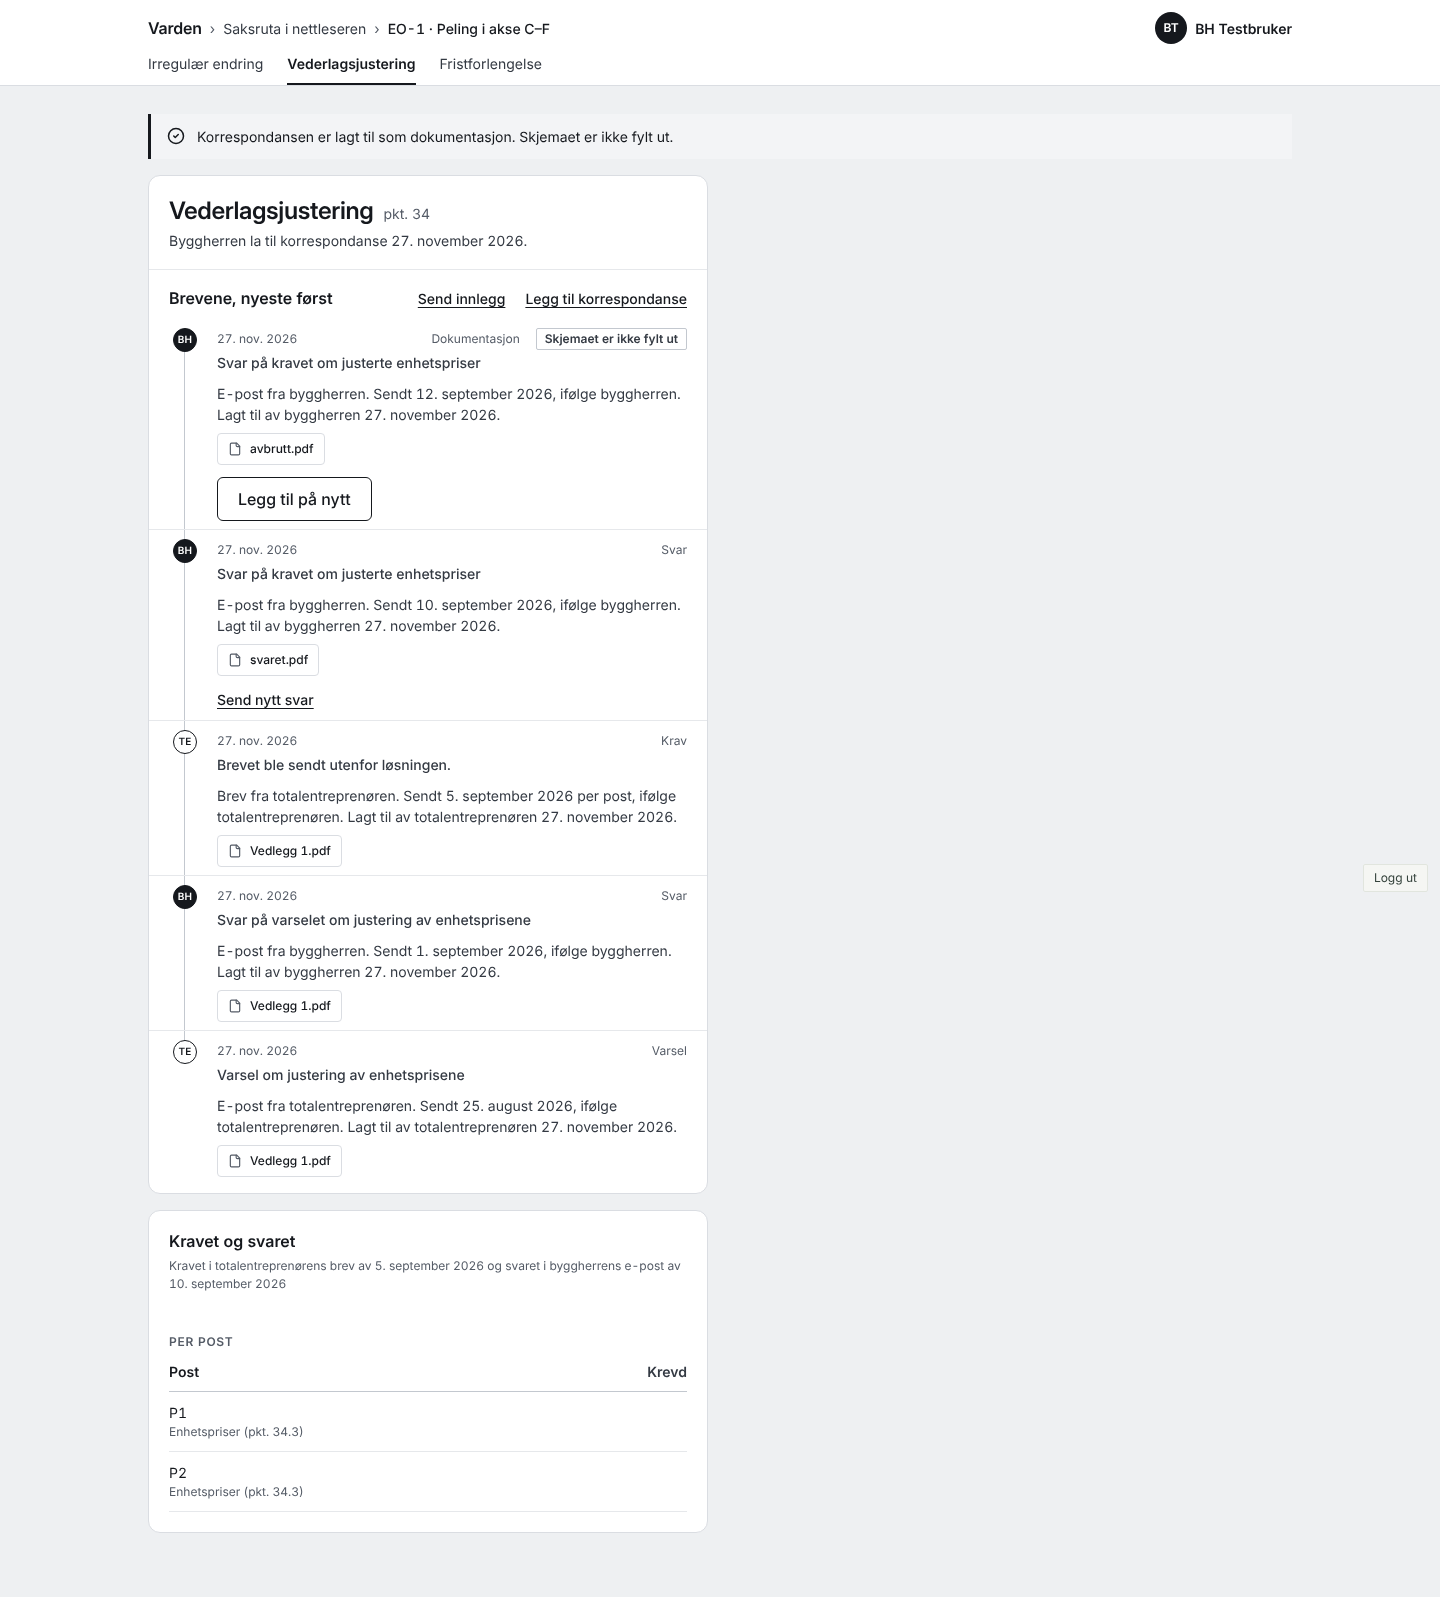 Varden › Saksruta i nettleseren › EO-1 · Peling i akse C–F
BT BH Testbruker
Irregulær endring Vederlagsjustering Fristforlengelse
Korrespondansen er lagt til som dokumentasjon. Skjemaet er ikke fylt ut.
Vederlagsjustering pkt. 34
Byggherren la til korrespondanse 27. november 2026.
Brevene, nyeste først Send innlegg Legg til korrespondanse
BH 27. nov. 2026 Dokumentasjon Skjemaet er ikke fylt ut
Svar på kravet om justerte enhetspriser
E-post fra byggherren. Sendt 12. september 2026, ifølge byggherren.
Lagt til av byggherren 27. november 2026.
avbrutt.pdf
Legg til på nytt
BH 27. nov. 2026 Svar
Svar på kravet om justerte enhetspriser
E-post fra byggherren. Sendt 10. september 2026, ifølge byggherren.
Lagt til av byggherren 27. november 2026.
svaret.pdf
Send nytt svar
TE 27. nov. 2026 Krav
Brevet ble sendt utenfor løsningen.
Brev fra totalentreprenøren. Sendt 5. september 2026 per post, ifølge
totalentreprenøren. Lagt til av totalentreprenøren 27. november 2026.
Vedlegg 1.pdf
Logg ut
BH 27. nov. 2026 Svar
Svar på varselet om justering av enhetsprisene
E-post fra byggherren. Sendt 1. september 2026, ifølge byggherren.
Lagt til av byggherren 27. november 2026.
Vedlegg 1.pdf
TE 27. nov. 2026 Varsel
Varsel om justering av enhetsprisene
E-post fra totalentreprenøren. Sendt 25. august 2026, ifølge
totalentreprenøren. Lagt til av totalentreprenøren 27. november 2026.
Vedlegg 1.pdf
Kravet og svaret
Kravet i totalentreprenørens brev av 5. september 2026 og svaret i byggherrens e-post av
10. september 2026
PER POST
Post Krevd
P1
Enhetspriser (pkt. 34.3)
P2
Enhetspriser (pkt. 34.3)